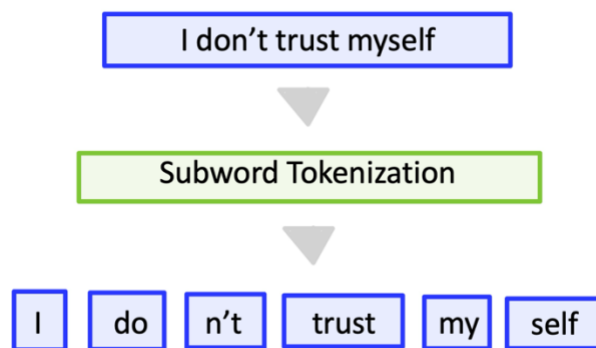 I don’t trust myself
Subword Tokenization
I do n't trust my self